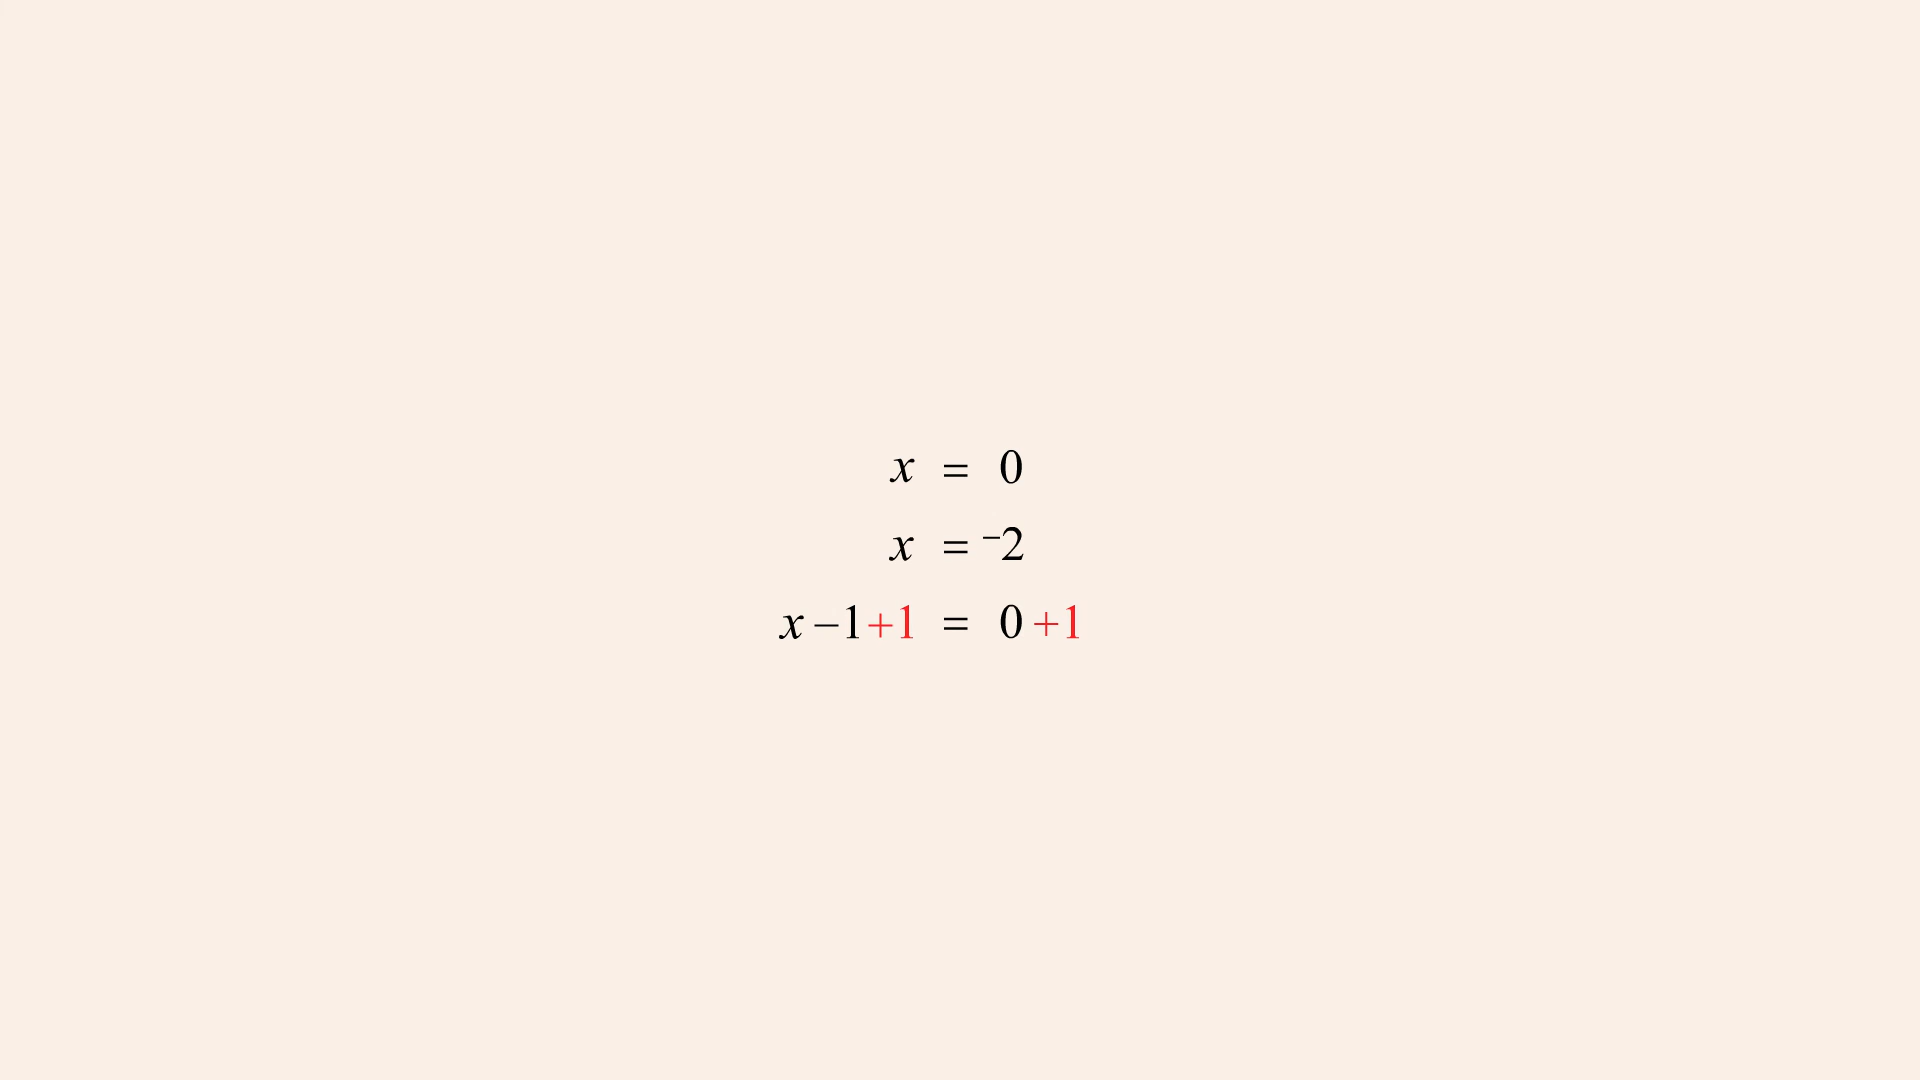 x = 0
x = ⁻2
x −1+1 = 0 +1